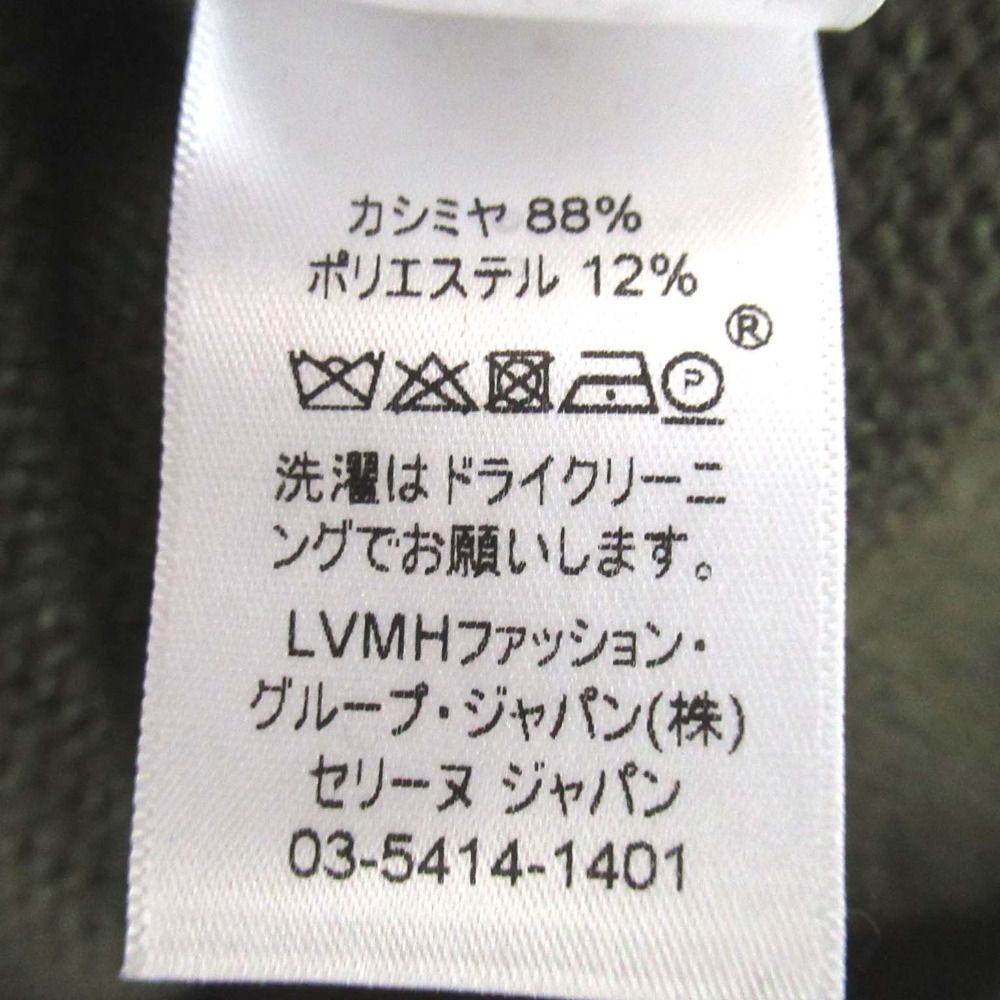 カシミヤ 88%
ポリエステル 12%
®
P
洗濯はドライクリーニ
ングでお願いします。
LVMHファッション・
グループ・ジャパン(株)
セリーヌ ジャパン
03-5414-1401